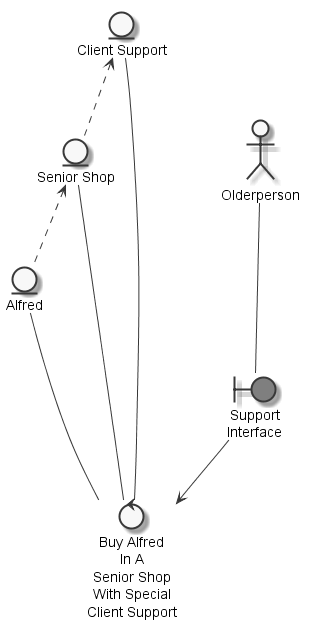 Client Support
Senior Shop
Olderperson
Alfred
Support
Interface
Buy Alfred
In A
Senior Shop
With Special
Client Support